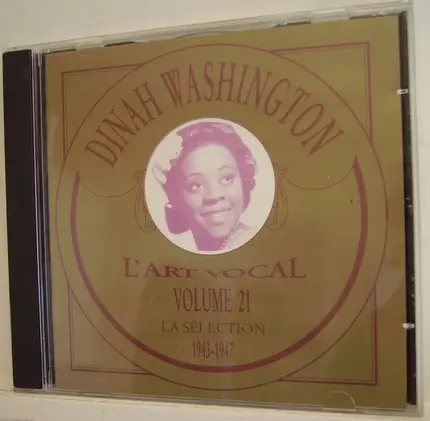 DINAH WASHINGTON
L'ART VOCAL
VOLUME 21
LA SÉLECTION
1943-1947